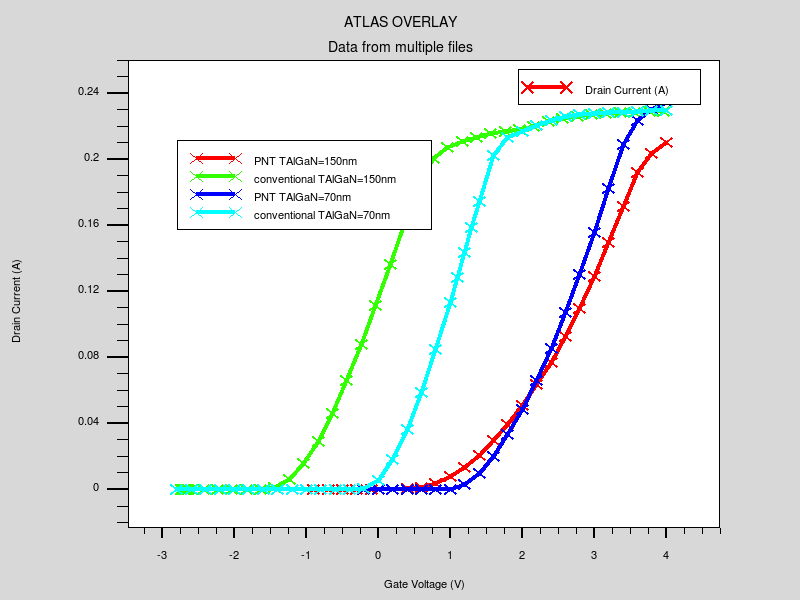 ATLAS OVERLAY
Data from multiple files
Drain Current (A)
PNT TAlGaN=150nm
conventional TAlGaN=150nm
PNT TAlGaN=70nm
conventional TAlGaN=70nm
Drain Current (A)
0.24
0.2
0.16
0.12
0.08
0.04
0
-3 -2 -1 0 1 2 3 4
Gate Voltage (V)